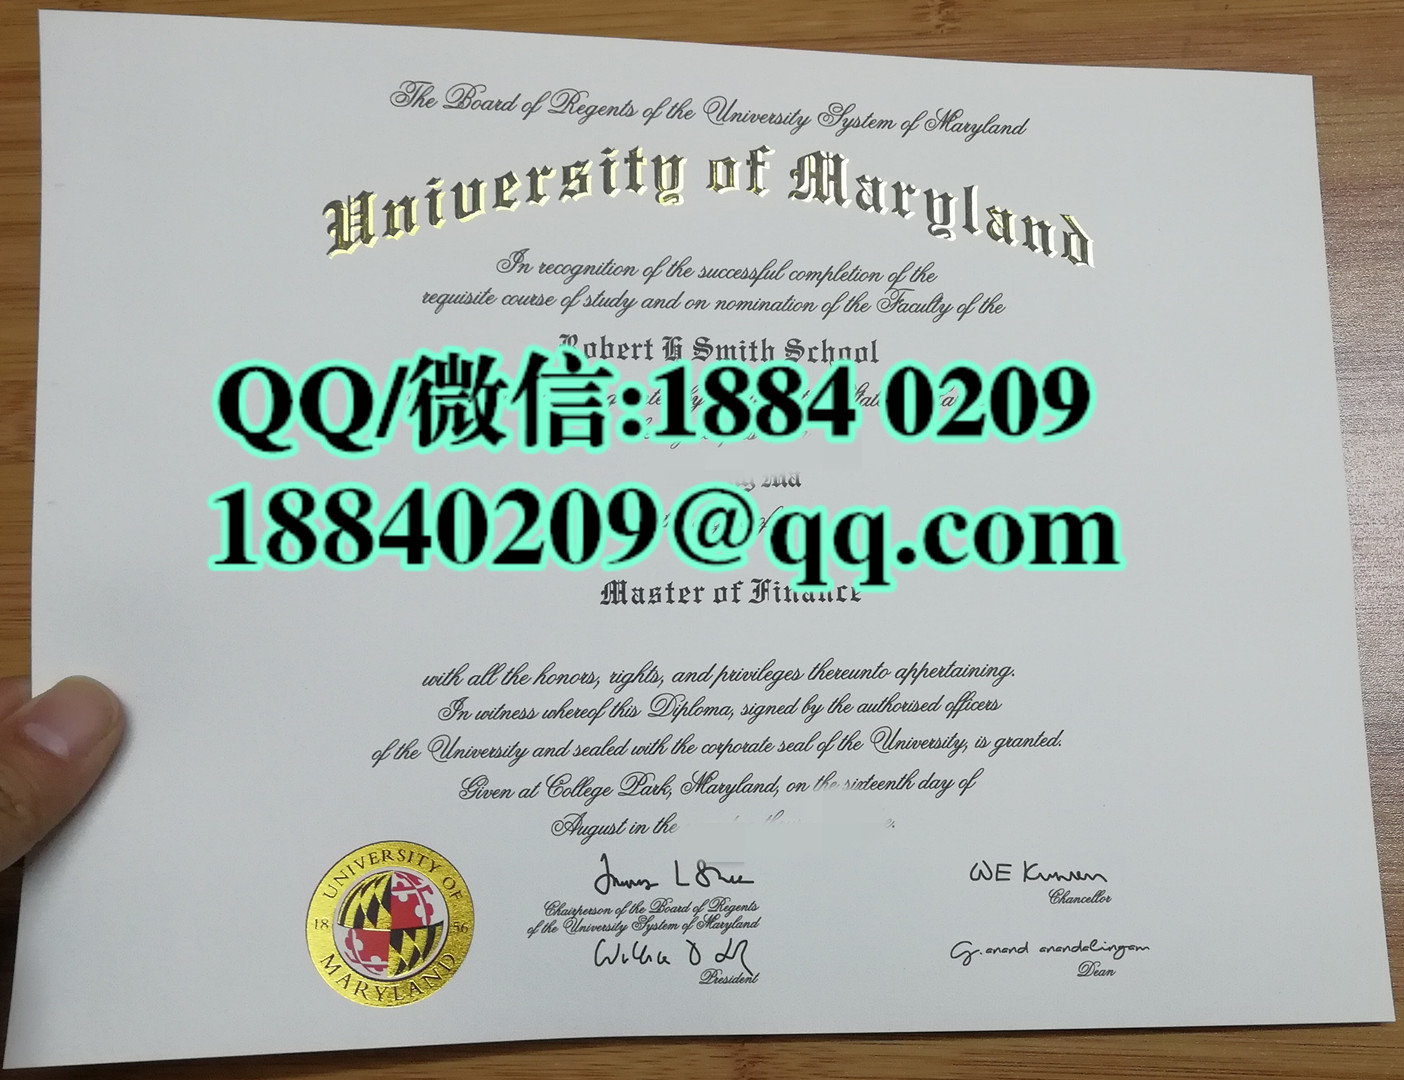 The Board of Regents of the University System of Maryland
University of Maryland
In recognition of the successful completion of the
requisite course of study and on nomination of the Faculty of the
Robert H Smith School
QQ/微信:1884 0209
Ma
18840209@qq.com
Master of Finance
with all the honors, rights, and privileges thereunto appertaining.
In witness whereof this Diploma, signed by the authorised officers
of the University and sealed with the corporate seal of the University, is granted.
Given at College Park, Maryland, on the sixteenth day of
August in the
UNIVERSITY OF
18 56
MARYLAND
Chairperson of the Board of Regents
of the University System of Maryland
President
WE Kirwan
Chancellor
G. anand anandalingam
Dean